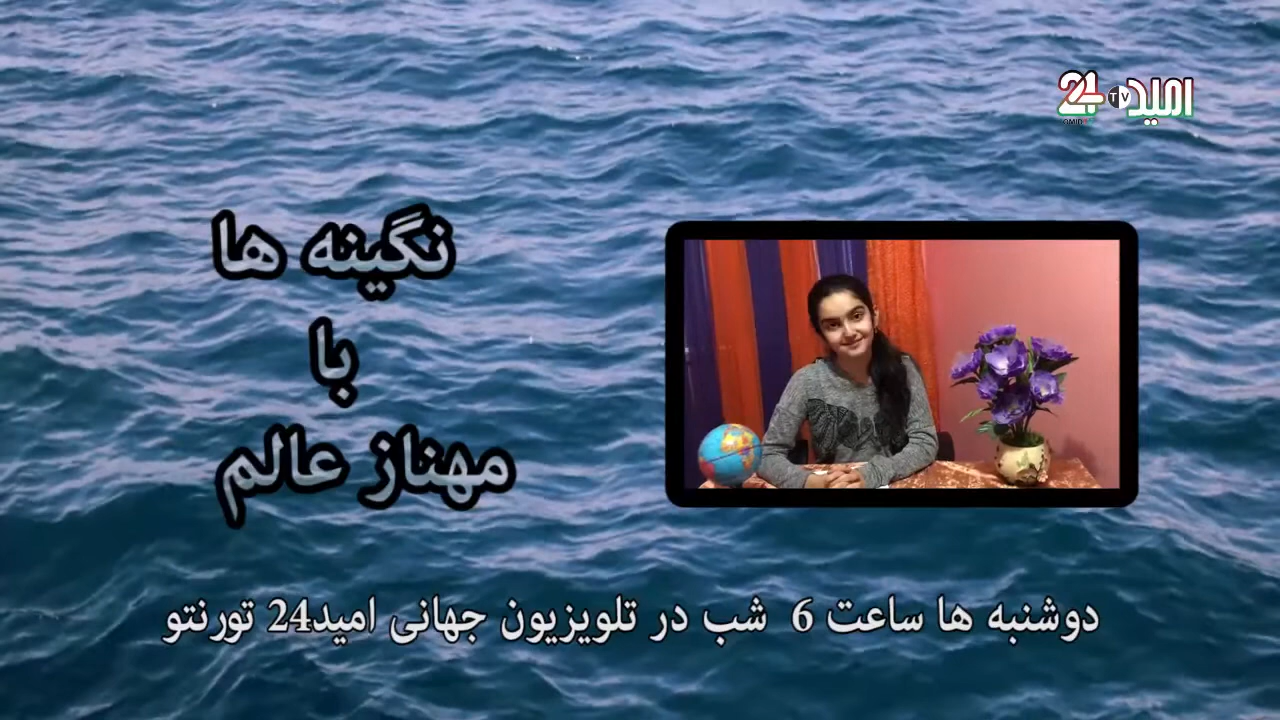 امید TV 24
OMID
نگینه ها
با
مهناز عالم
دوشنبه ها ساعت 6 شب در تلویزیون جهانی امید24 تورنتو